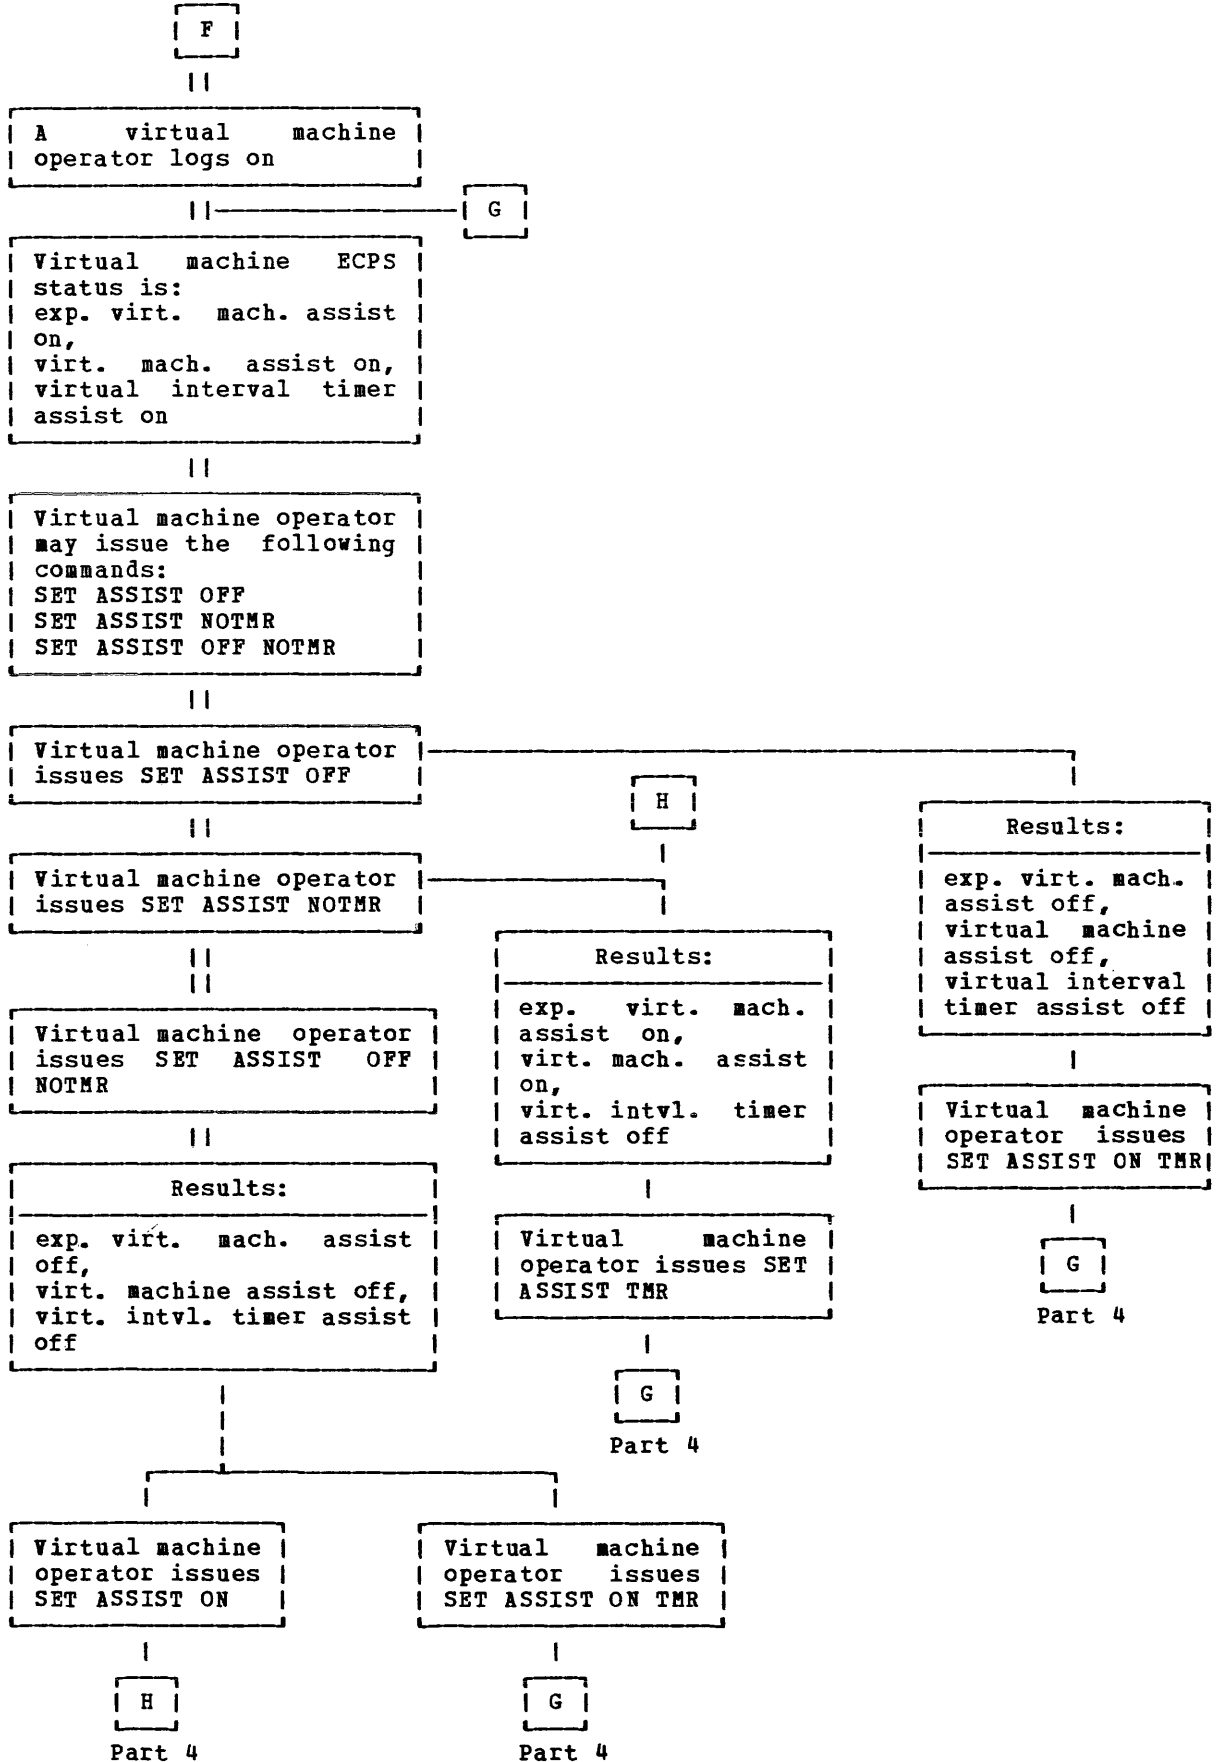 F
A virtual machine
operator logs on
G
Virtual machine ECPS
status is:
exp. virt. mach. assist
on,
virt. mach. assist on,
virtual interval timer
assist on
Virtual machine operator
may issue the following
commands:
SET ASSIST OFF
SET ASSIST NOTMR
SET ASSIST OFF NOTMR
Virtual machine operator
issues SET ASSIST OFF
H
Results:
exp. virt. mach.
assist off,
virtual machine
assist off,
virtual interval
timer assist off
Virtual machine operator
issues SET ASSIST NOTMR
Results:
exp. virt. mach.
assist on,
virt. mach. assist
on,
virt. intvl. timer
assist off
Virtual machine operator
issues SET ASSIST OFF
NOTMR
Virtual machine
operator issues
SET ASSIST ON TMR
Results:
exp. virt. mach. assist
off,
virt. machine assist off,
virt. intvl. timer assist
off
Virtual machine
operator issues SET
ASSIST TMR
G
Part 4
G
Part 4
Virtual machine
operator issues
SET ASSIST ON
Virtual machine
operator issues
SET ASSIST ON TMR
H
Part 4
G
Part 4